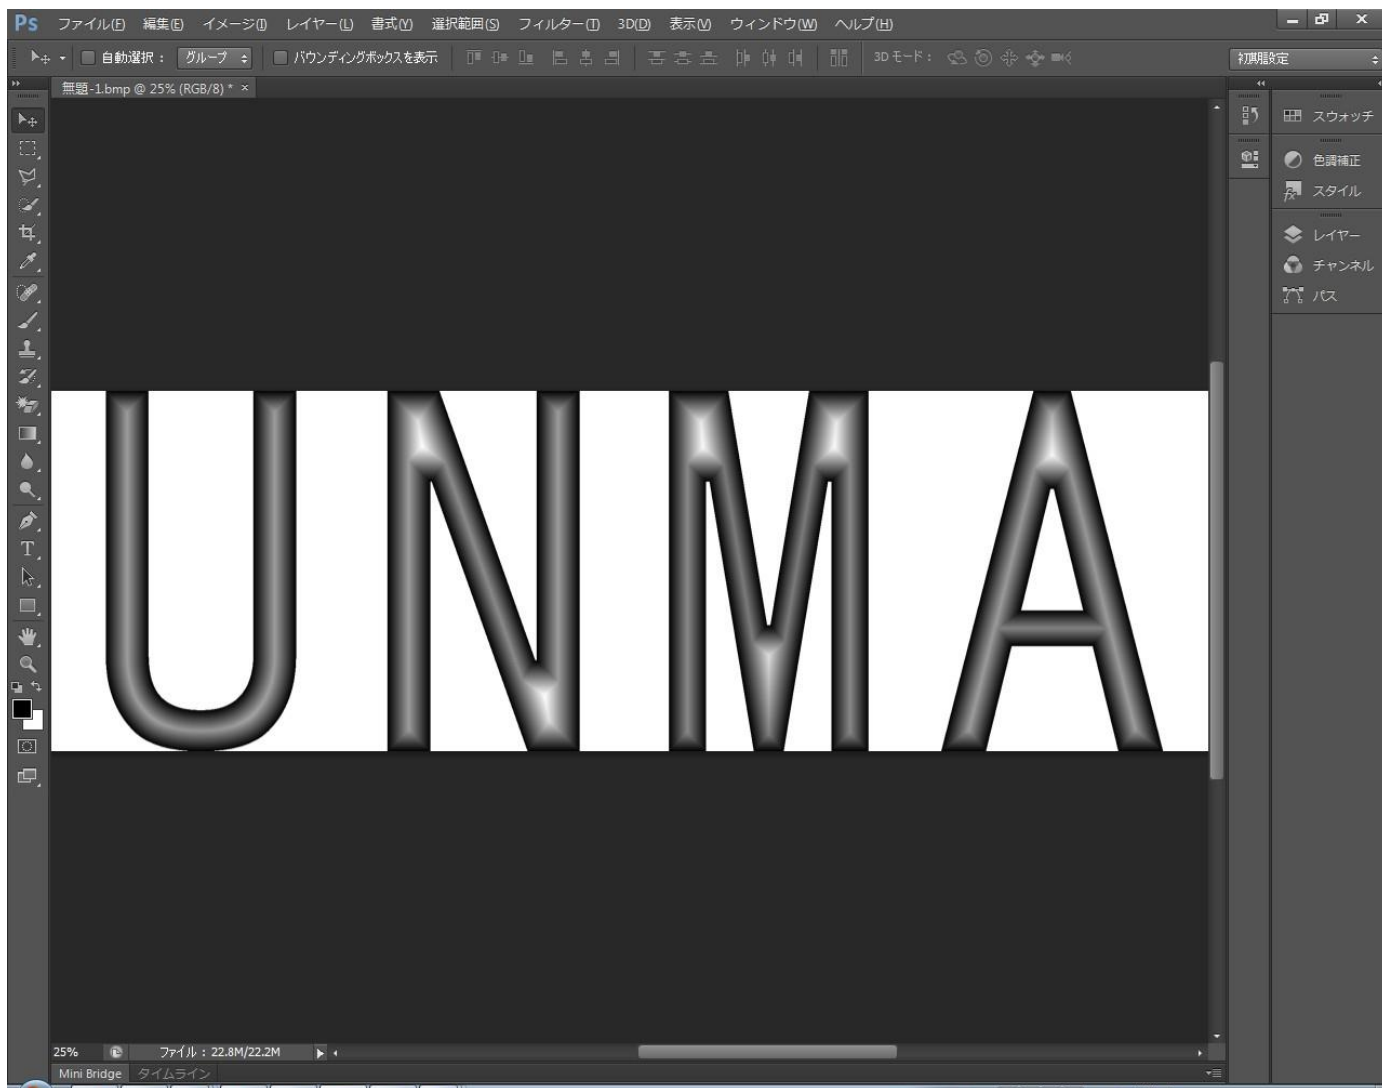 Ps ファイル(F) 編集(E) イメージ(I) レイヤー(L) 書式(Y) 選択範囲(S) フィルター(T) 3D(D) 表示(V) ウィンドウ(W) ヘルプ(H)
自動選択： グループ バウンディングボックスを表示 3D モード： 初期設定
無題-1.bmp @ 25% (RGB/8) * ×
スウォッチ
色調補正
スタイル
レイヤー
チャンネル
パス
UNMA
25% ファイル：22.8M/22.2M
Mini Bridge タイムライン